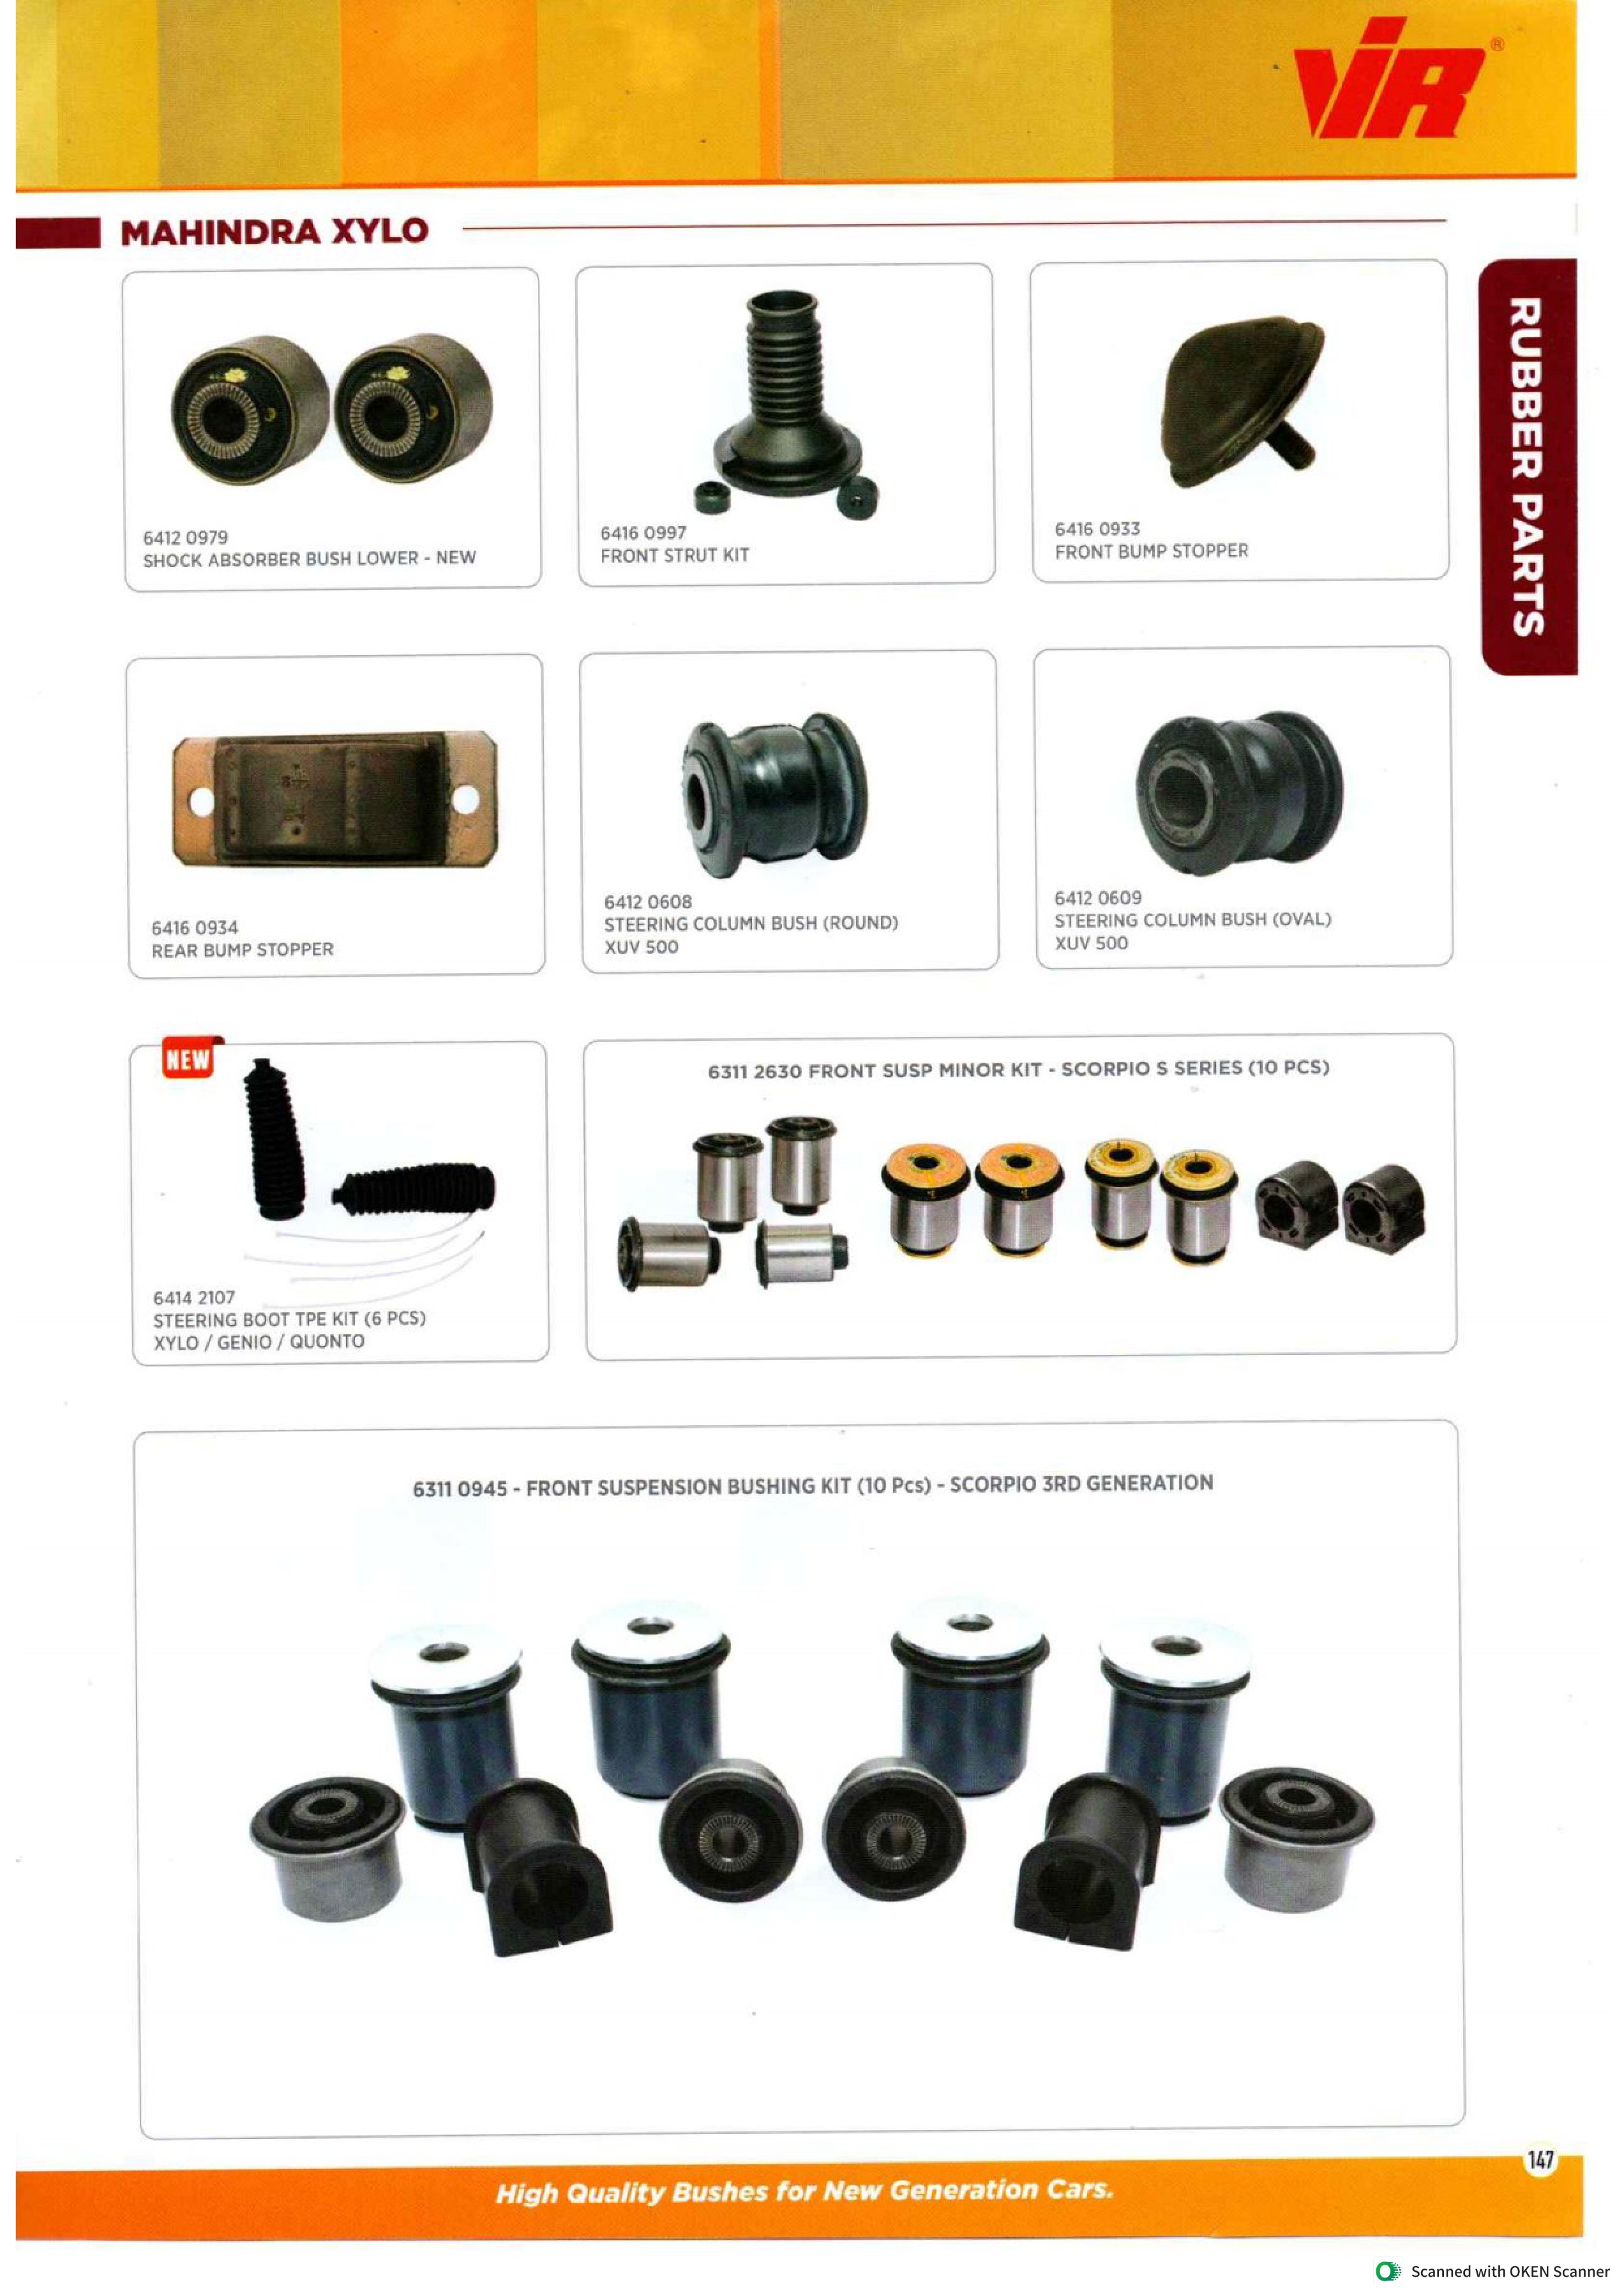 ViR®
MAHINDRA XYLO
RUBBER PARTS
6412 0979
SHOCK ABSORBER BUSH LOWER - NEW
6416 0997
FRONT STRUT KIT
6416 0933
FRONT BUMP STOPPER
6416 0934
REAR BUMP STOPPER
6412 0608
STEERING COLUMN BUSH (ROUND)
XUV 500
6412 0609
STEERING COLUMN BUSH (OVAL)
XUV 500
NEW
6414 2107
STEERING BOOT TPE KIT (6 PCS)
XYLO / GENIO / QUONTO
6311 2630 FRONT SUSP MINOR KIT - SCORPIO S SERIES (10 PCS)
6311 0945 - FRONT SUSPENSION BUSHING KIT (10 Pcs) - SCORPIO 3RD GENERATION
147
High Quality Bushes for New Generation Cars.
Scanned with OKEN Scanner